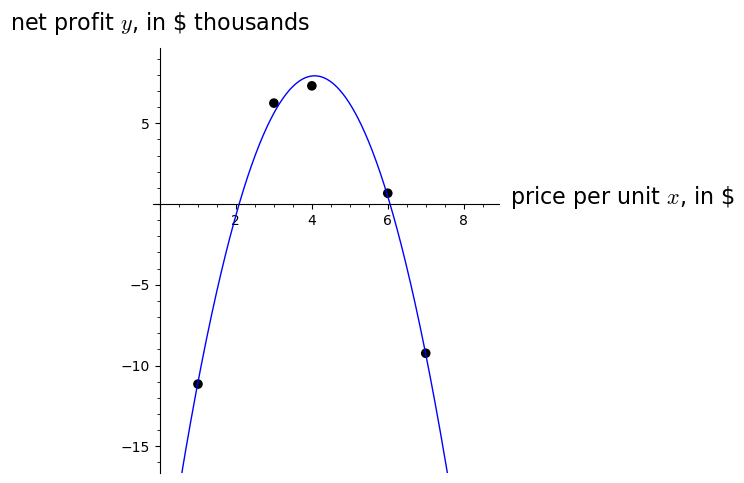 net profit y, in $ thousands
5
price per unit x, in $
2 4 6 8
−5
−10
−15